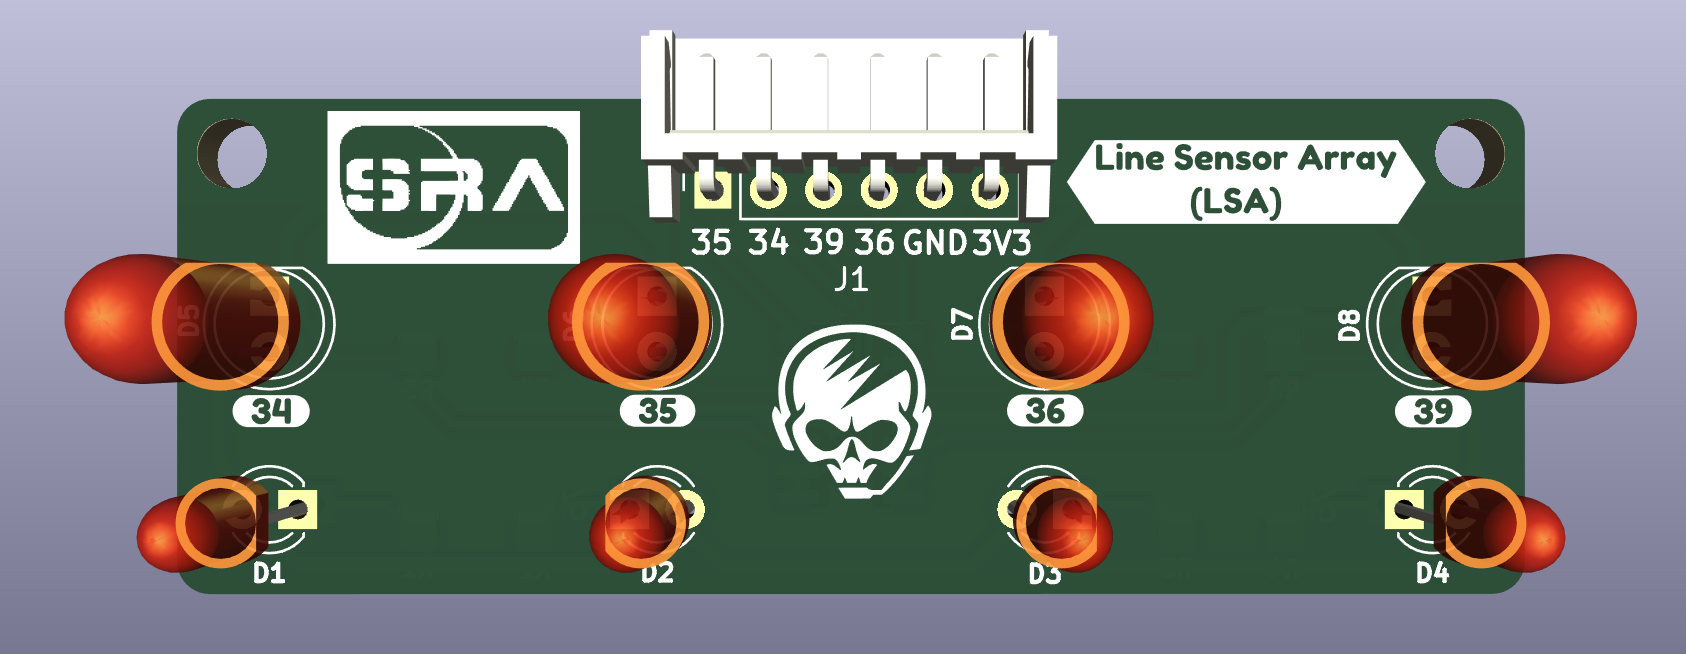 SRA
Line Sensor Array
(LSA)
35 34 39 36 GND 3V3
J1
D5
D6
D7
D8
34
35
36
39
D1
D2
D3
D4